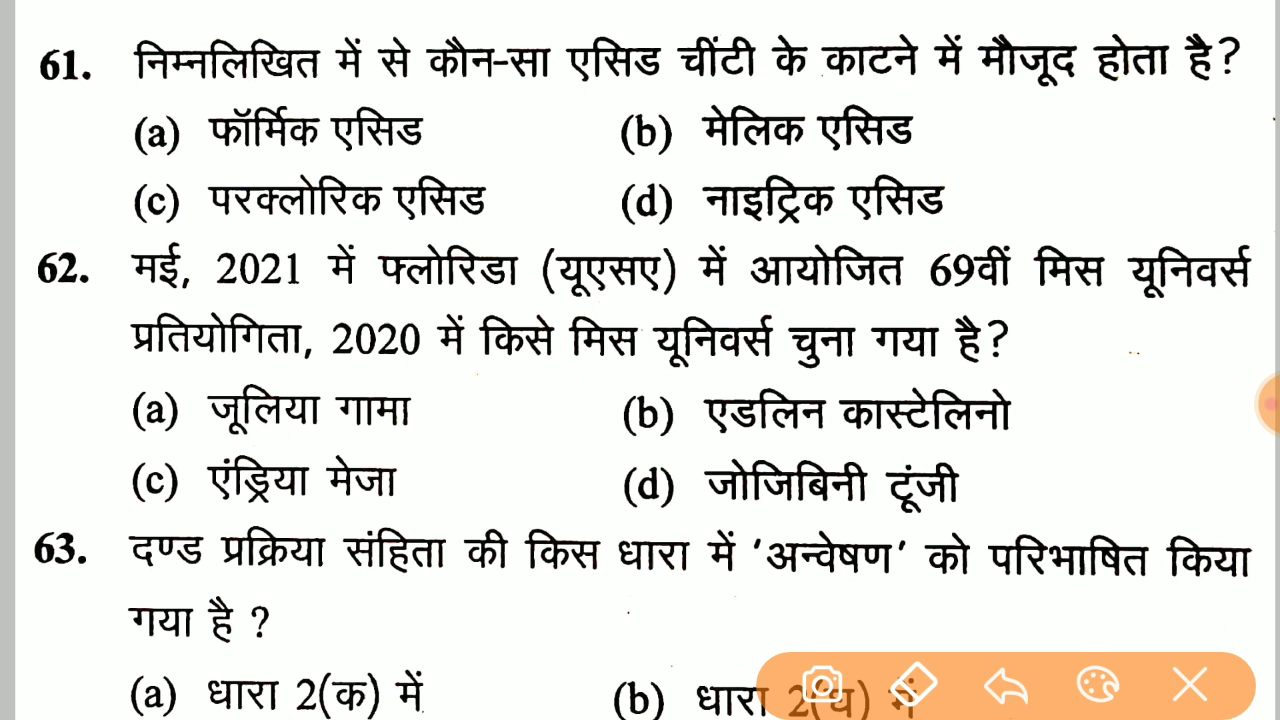 61. निम्नलिखित में से कौन-सा एसिड चींटी के काटने में मौजूद होता है?
(a) फॉर्मिक एसिड (b) मेलिक एसिड
(c) परक्लोरिक एसिड (d) नाइट्रिक एसिड
62. मई, 2021 में फ्लोरिडा (यूएसए) में आयोजित 69वीं मिस यूनिवर्स
प्रतियोगिता, 2020 में किसे मिस यूनिवर्स चुना गया है?
(a) जूलिया गामा (b) एडलिन कास्टेलिनो
(c) एंड्रिया मेजा (d) जोजिबिनी टूंजी
63. दण्ड प्रक्रिया संहिता की किस धारा में 'अन्वेषण' को परिभाषित किया
गया है ?
(a) धारा 2(क) में (b) धारा में